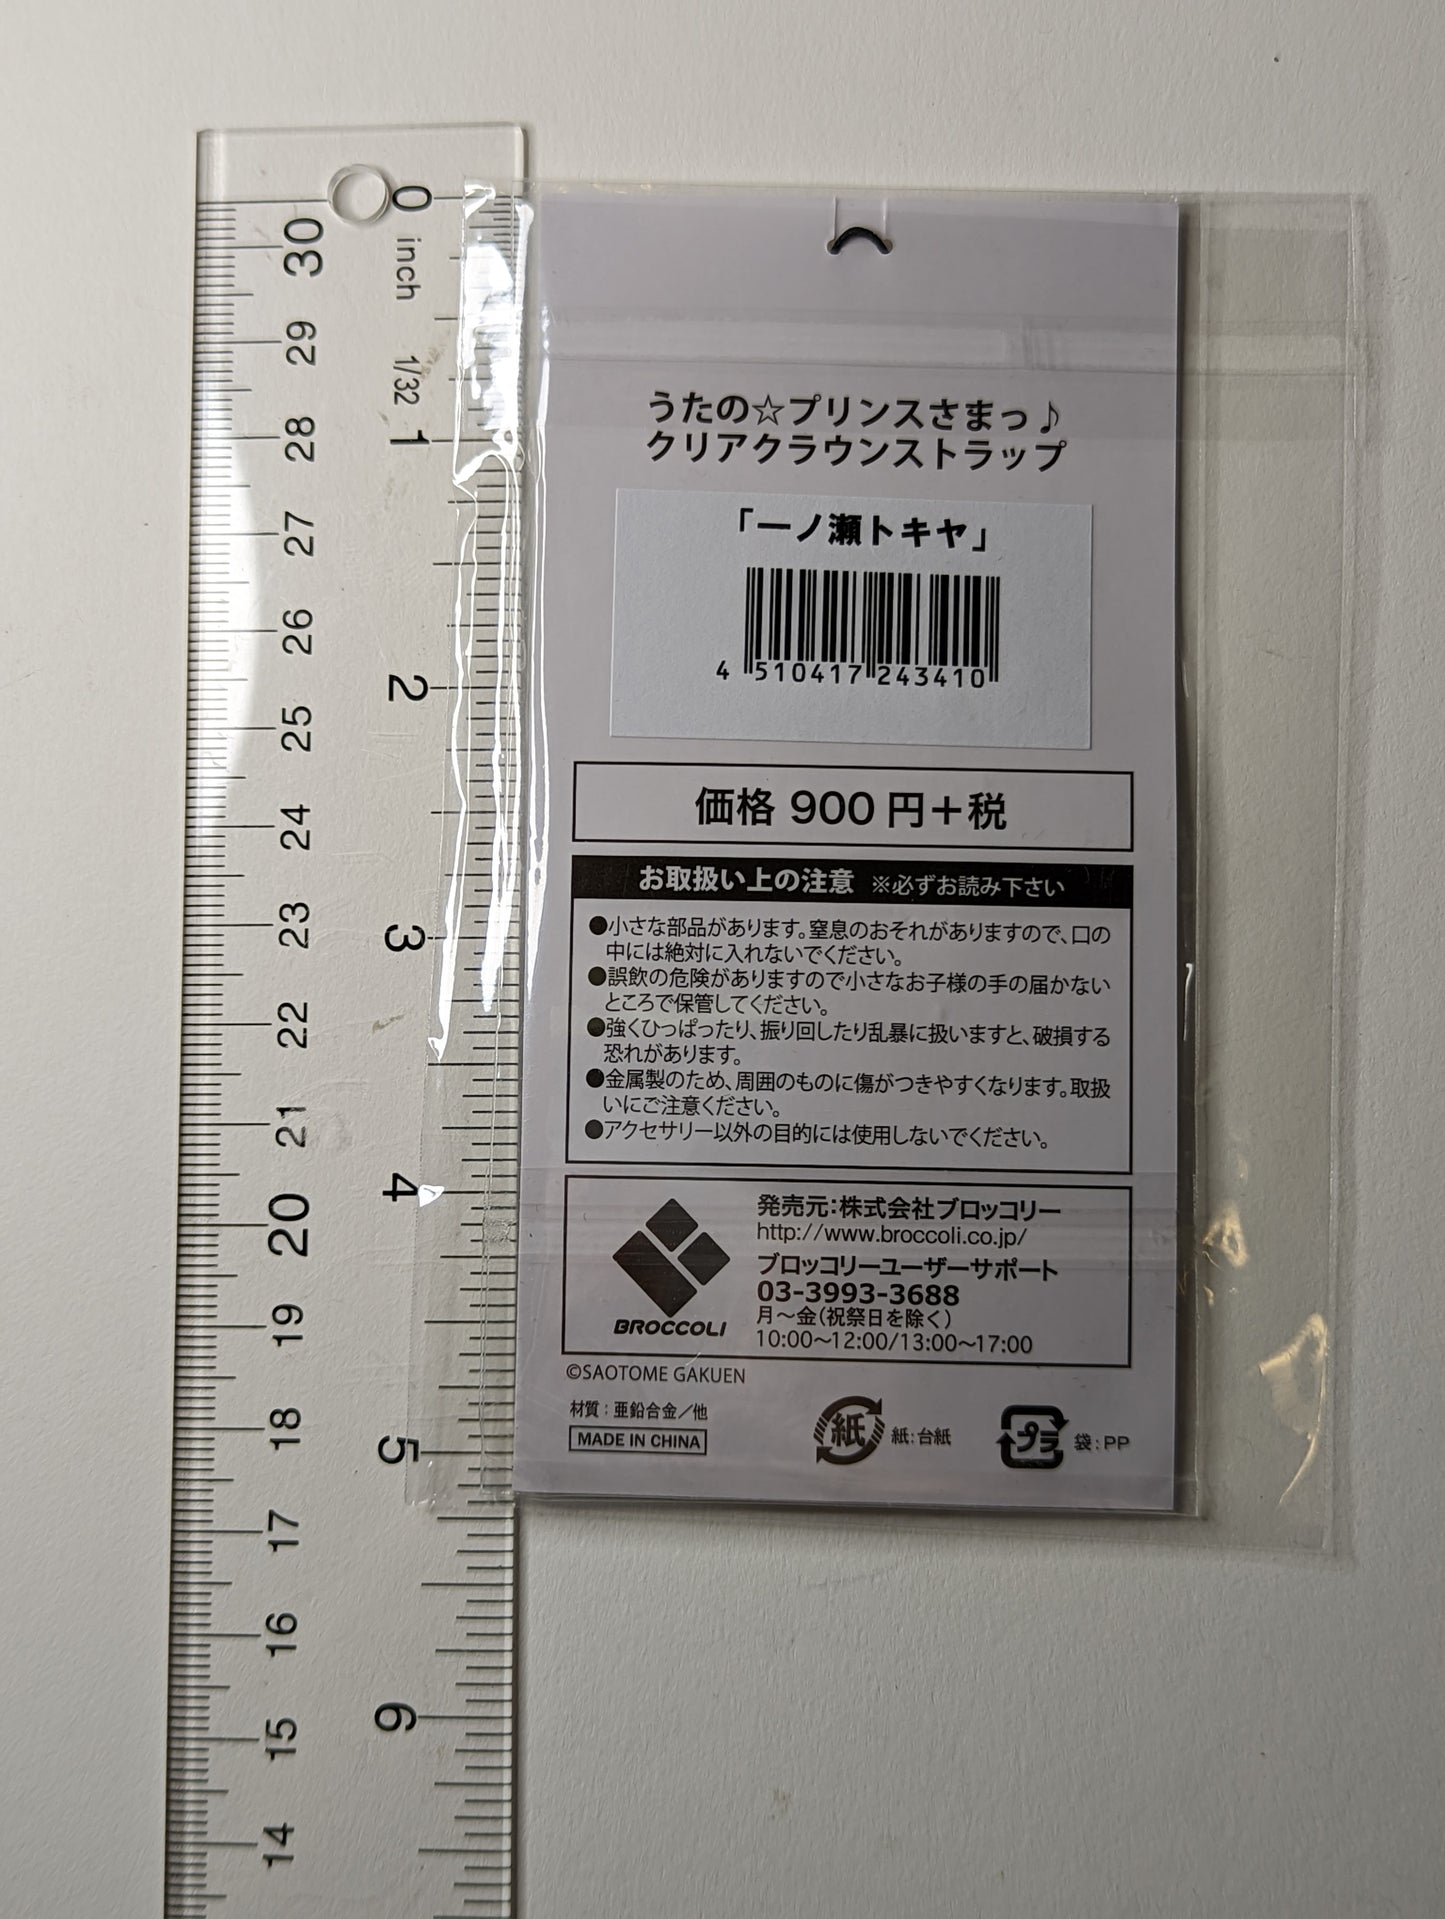 0
inch
1/32
1
2
3
4
5
6
30
29
28
27
26
25
24
23
22
21
20
19
18
17
16
15
14
うたの☆プリンスさまっ♪
クリアクラウンストラップ
「一ノ瀬トキヤ」
4 510417 243410
価格 900 円＋税
お取扱い上の注意 ※必ずお読み下さい
●小さな部品があります。窒息のおそれがありますので、口の
中には絶対に入れないでください。
●誤飲の危険がありますので小さなお子様の手の届かない
ところで保管してください。
●強くひっぱったり、振り回したり乱暴に扱いますと、破損する
恐れがあります。
●金属製のため、周囲のものに傷がつきやすくなります。取扱
いにご注意ください。
●アクセサリー以外の目的には使用しないでください。
BROCCOLI
発売元：株式会社ブロッコリー
http://www.broccoli.co.jp/
ブロッコリーユーザーサポート
03-3993-3688
月～金（祝祭日を除く）
10:00～12:00/13:00～17:00
©SAOTOME GAKUEN
材質：亜鉛合金／他
MADE IN CHINA
紙 紙：台紙
プラ 袋：PP